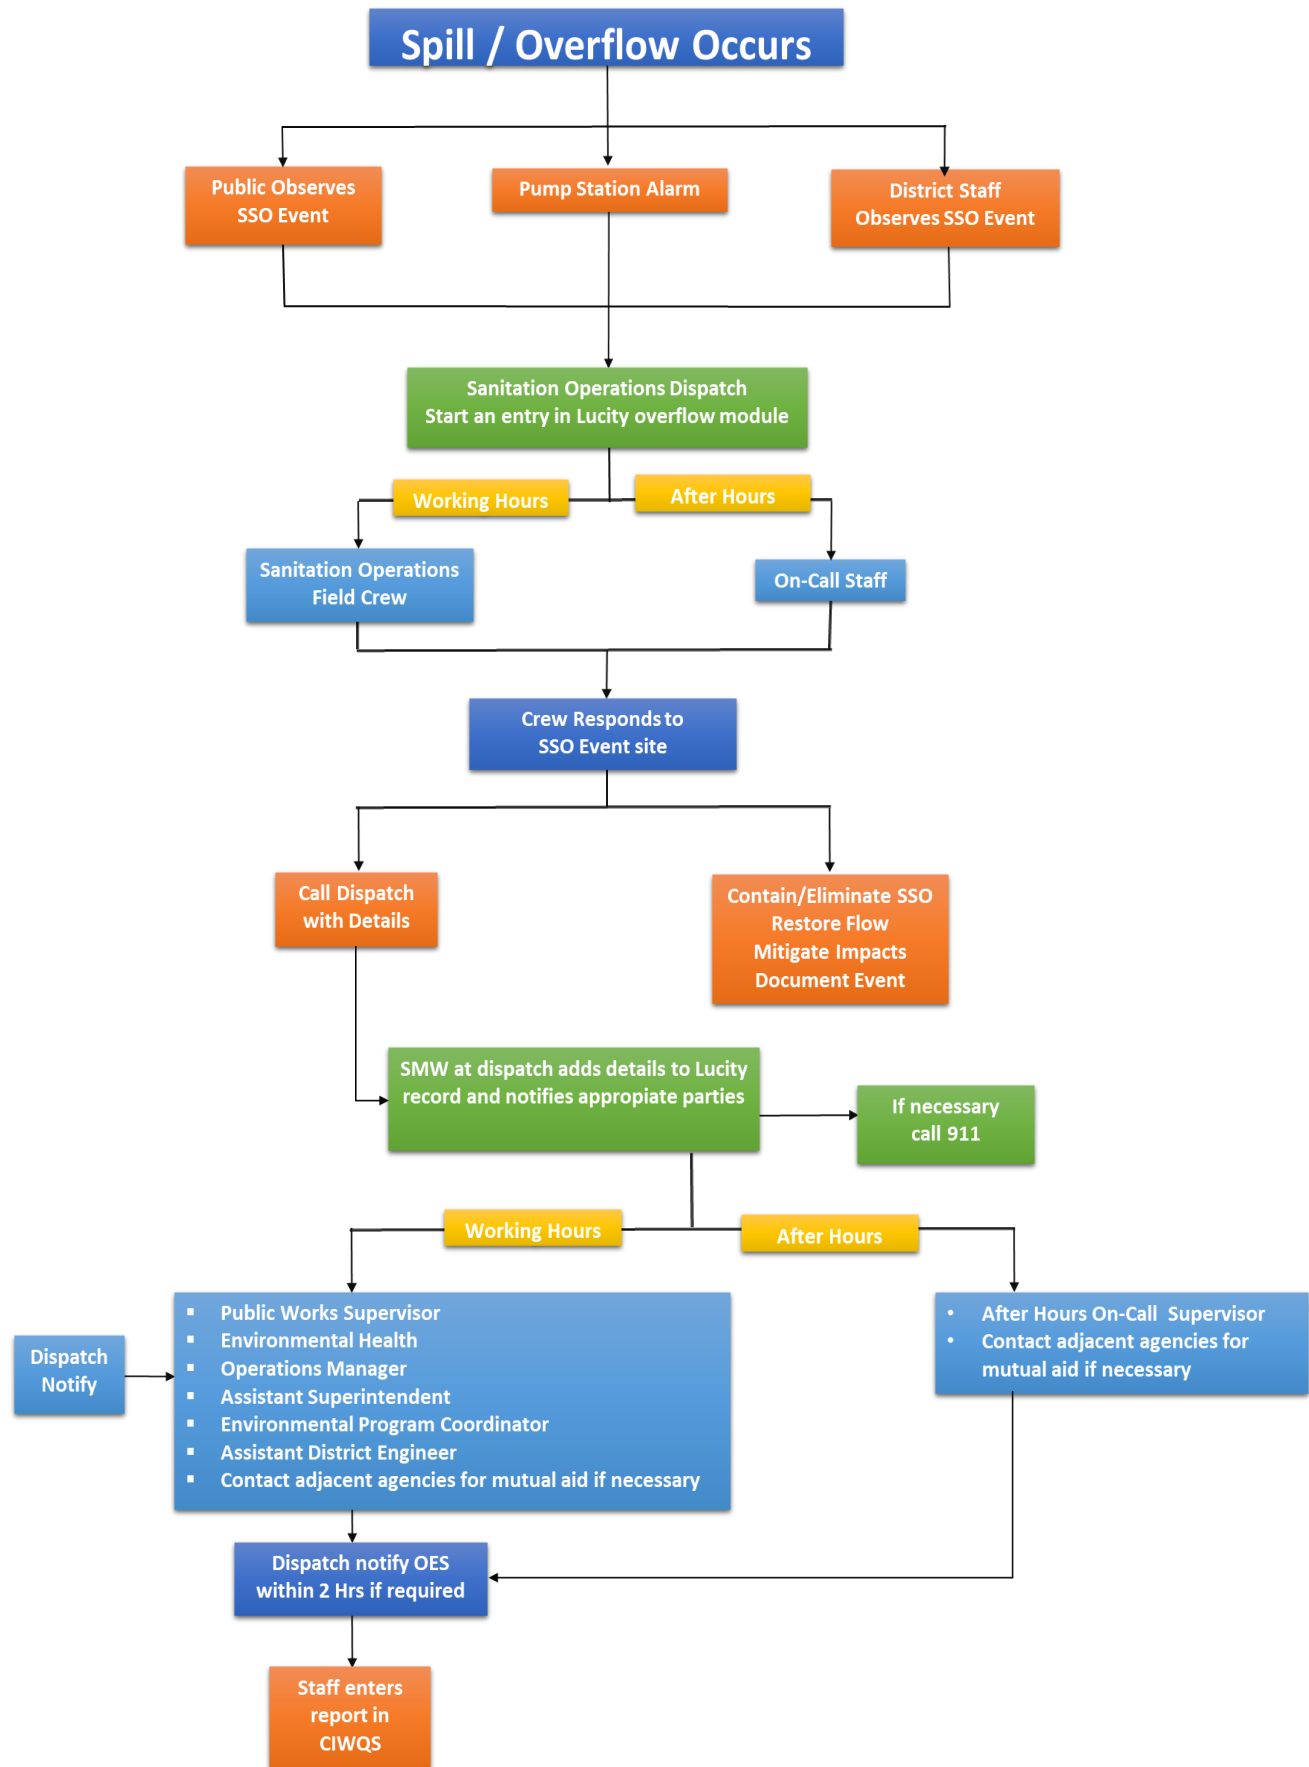 Spill / Overflow Occurs
Public Observes
SSO Event
Pump Station Alarm
District Staff
Observes SSO Event
Sanitation Operations Dispatch
Start an entry in Lucity overflow module
Working Hours
After Hours
Sanitation Operations
Field Crew
On-Call Staff
Crew Responds to
SSO Event site
Call Dispatch
with Details
Contain/Eliminate SSO
Restore Flow
Mitigate Impacts
Document Event
SMW at dispatch adds details to Lucity
record and notifies appropiate parties
If necessary
call 911
Working Hours
After Hours
Dispatch
Notify
▪ Public Works Supervisor
▪ Environmental Health
▪ Operations Manager
▪ Assistant Superintendent
▪ Environmental Program Coordinator
▪ Assistant District Engineer
▪ Contact adjacent agencies for mutual aid if necessary
• After Hours On-Call Supervisor
• Contact adjacent agencies for
mutual aid if necessary
Dispatch notify OES
within 2 Hrs if required
Staff enters
report in
CIWQS